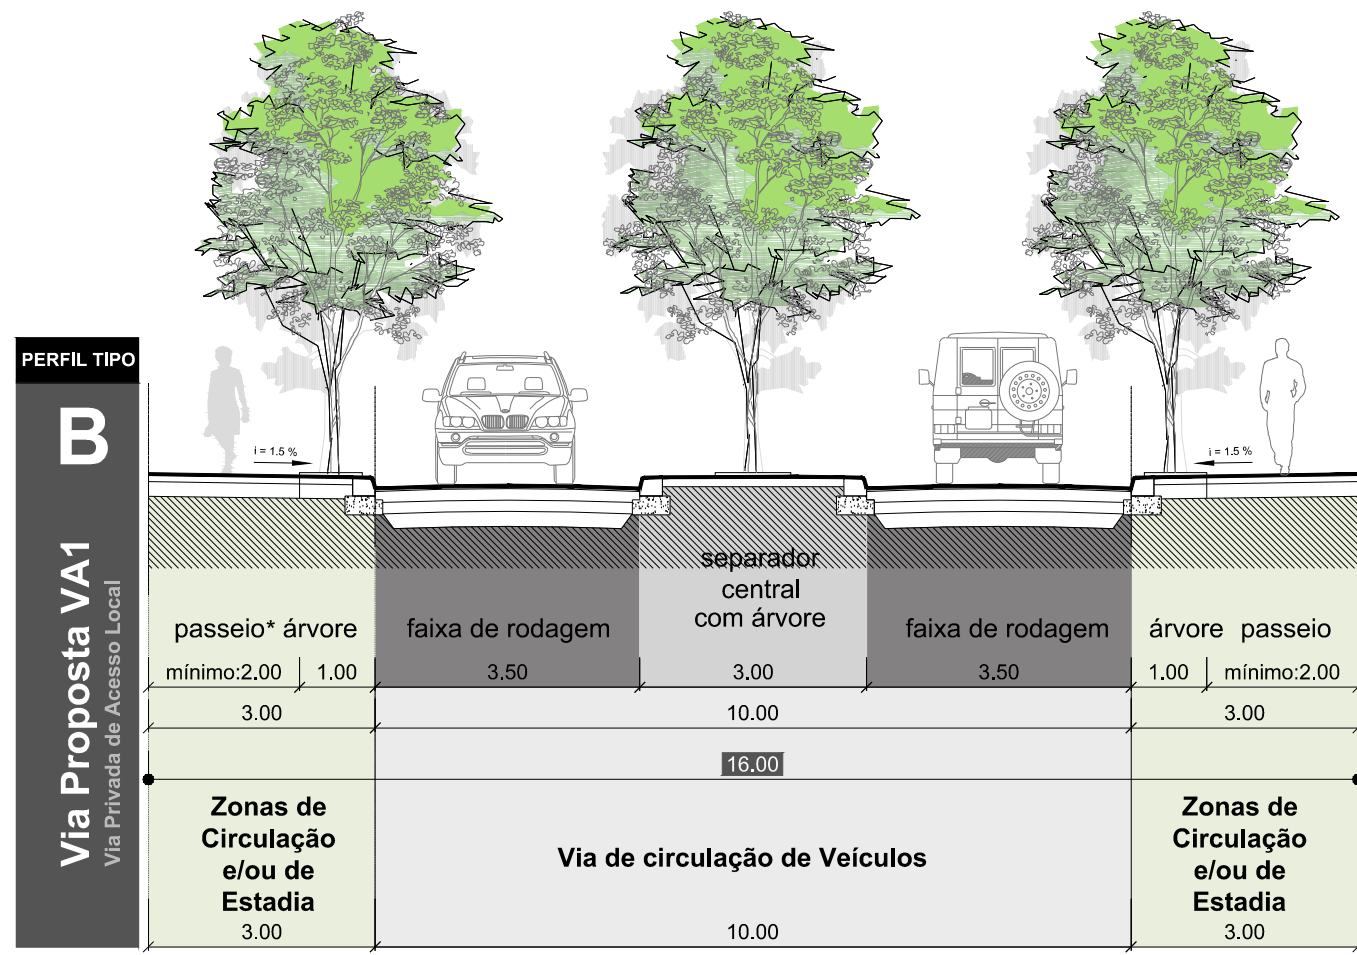 PERFIL TIPO
B
Via Proposta VA1
Via Privada de Acesso Local
i = 1.5 %
i = 1.5 %
separador
central
com árvore
passeio* árvore
faixa de rodagem
faixa de rodagem
árvore passeio
mínimo:2.00
1.00
3.50
3.00
3.50
1.00
mínimo:2.00
3.00
10.00
3.00
16.00
Zonas de
Circulação
e/ou de
Estadia
Via de circulação de Veículos
Zonas de
Circulação
e/ou de
Estadia
3.00
10.00
3.00